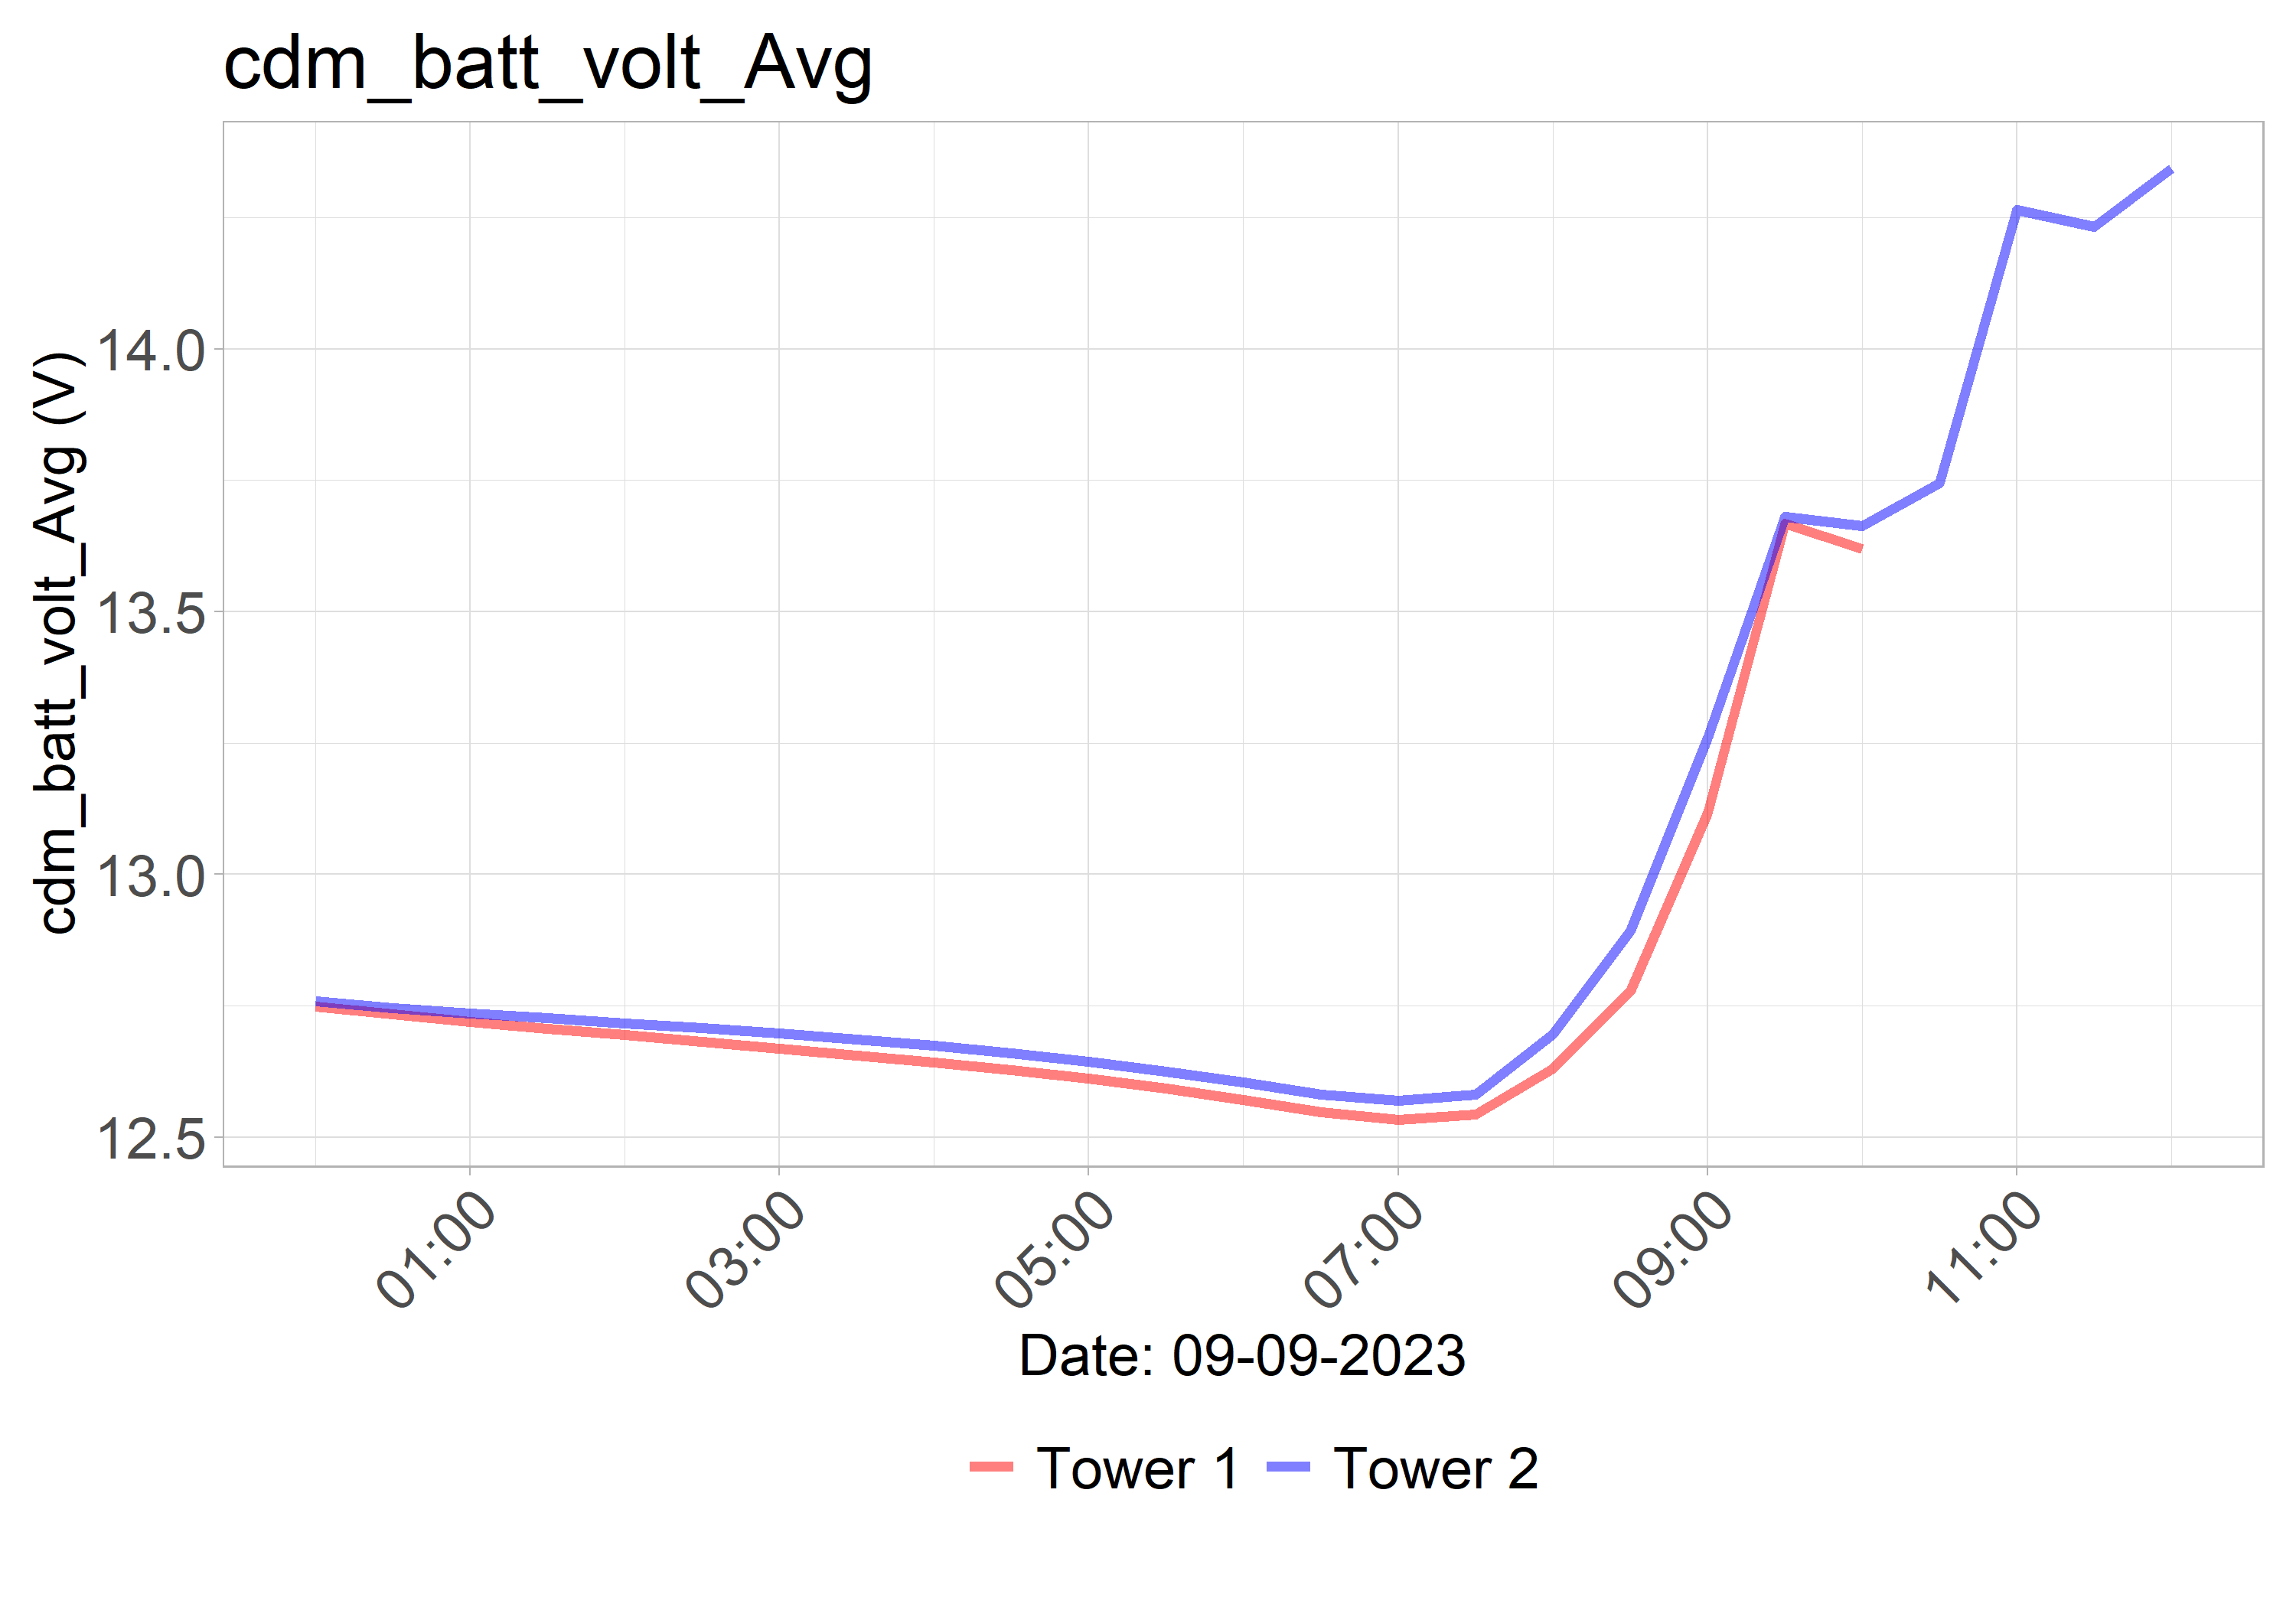 cdm_batt_volt_Avg
cdm_batt_volt_Avg (V)
14.0
13.5
13.0
12.5
01:00
03:00
05:00
07:00
09:00
11:00
Date: 09-09-2023
Tower 1
Tower 2